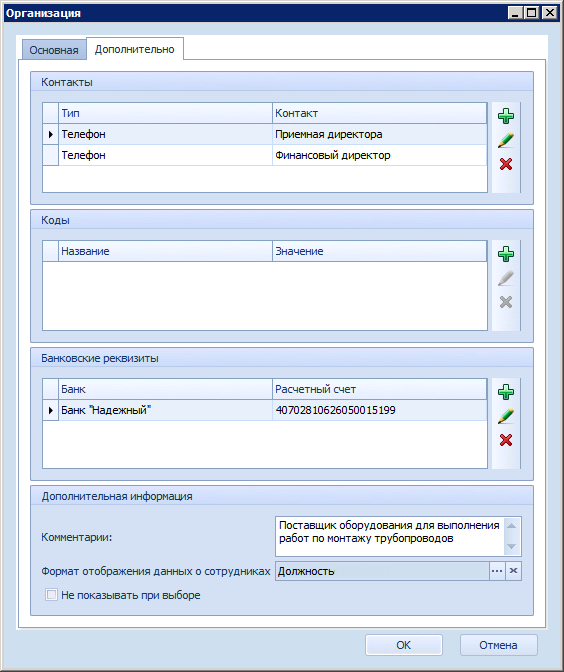 Организация
Основная Дополнительно
Контакты
Тип Контакт
Телефон Приемная директора
Телефон Финансовый директор
Коды
Название Значение
Банковские реквизиты
Банк Расчетный счет
Банк "Надежный" 40702810626050015199
Дополнительная информация
Комментарии: Поставщик оборудования для выполнения
работ по монтажу трубопроводов
Формат отображения данных о сотрудниках Должность
Не показывать при выборе
OK Отмена